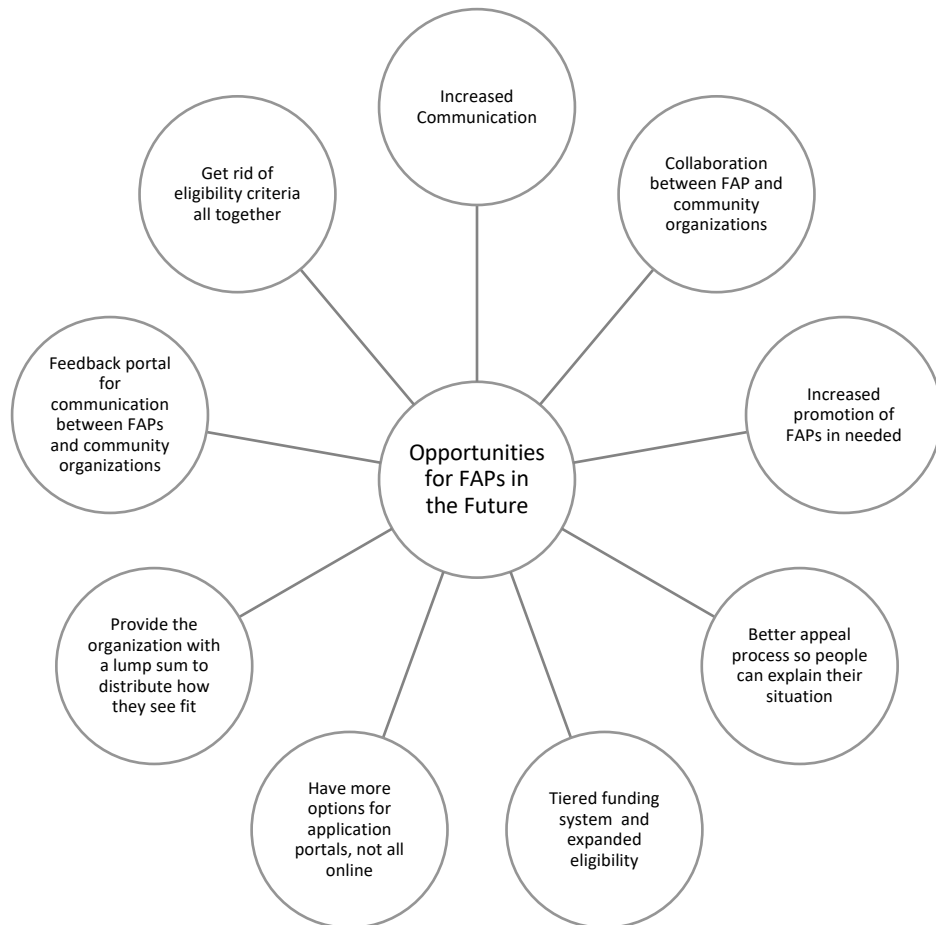 Increased
Communication
Collaboration
between FAP and
community
organizations
Increased
promotion of
FAPs in needed
Better appeal
process so people
can explain their
situation
Tiered funding
system  and
expanded
eligibility
Have more
options for
application
portals, not all
online
Provide the
organization with
a lump sum to
distribute how
they see fit
Feedback portal
for
communication
between FAPs
and community
organizations
Get rid of
eligibility criteria
all together
Opportunities
for FAPs in
the Future